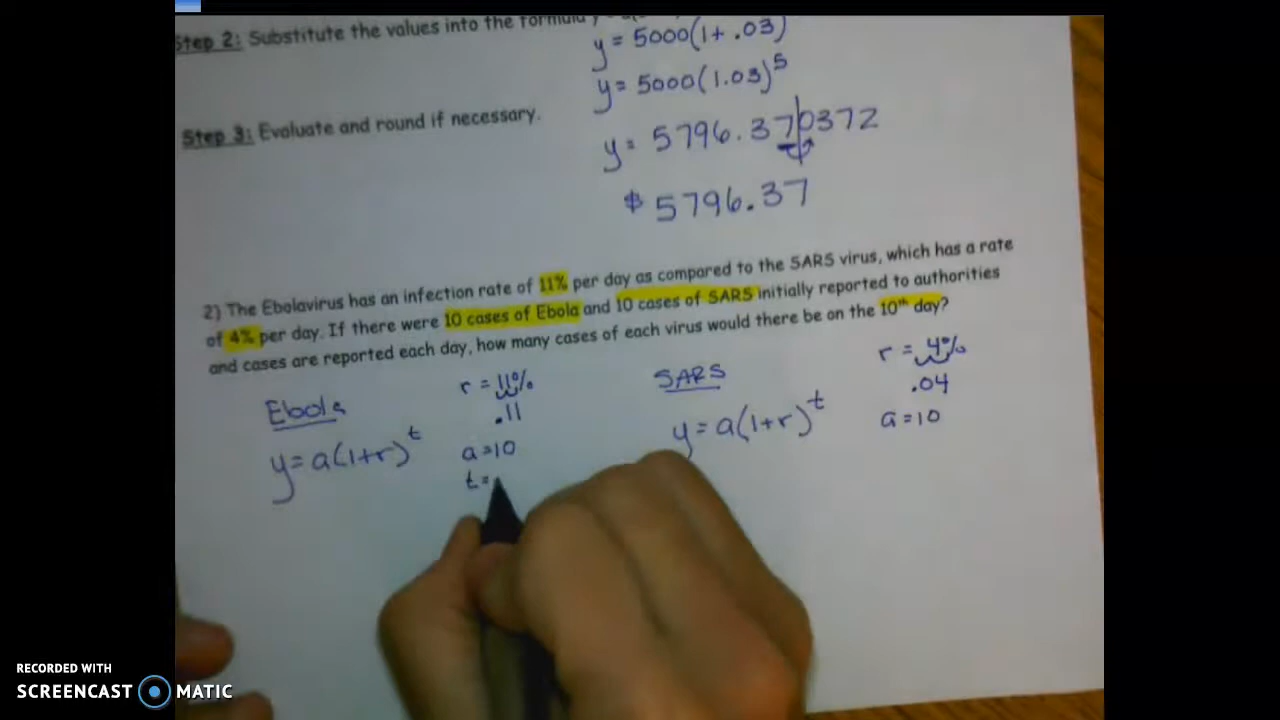 Step 2: Substitute the values into the formula y
y = 5000(1+ .03)
y = 5000(1.03)^5
Step 3: Evaluate and round if necessary.
y = 5796.370372
$5796.37
2) The Ebolavirus has an infection rate of 11% per day as compared to the SARS virus, which has a rate
of 4% per day. If there were 10 cases of Ebola and 10 cases of SARS initially reported to authorities
and cases are reported each day, how many cases of each virus would there be on the 10th day?
Ebola
r = 11%
.11
y = a(1+r)^t
a = 10
t =
SARS
r = 4%
.04
y = a(1+r)^t
a = 10
RECORDED WITH
SCREENCAST MATIC